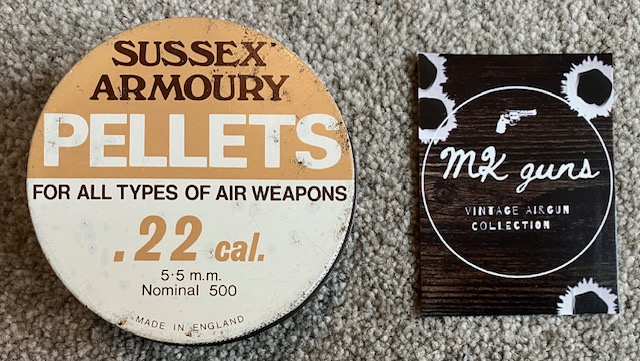 SUSSEX
ARMOURY
PELLETS
FOR ALL TYPES OF AIR WEAPONS
.22 cal.
5·5 m.m.
Nominal 500
MADE IN ENGLAND
MK guns
VINTAGE AIRGUN
COLLECTION